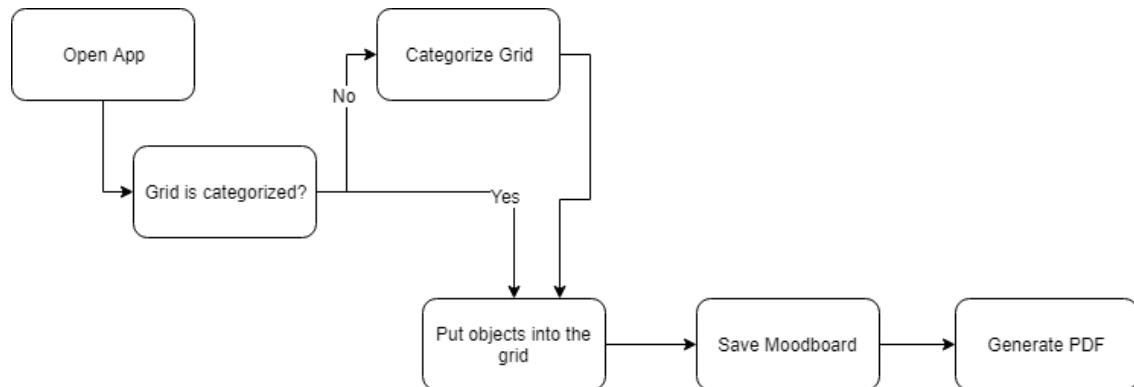 Open App
Categorize Grid
No
Grid is categorized?
Yes
Put objects into the
grid
Save Moodboard
Generate PDF